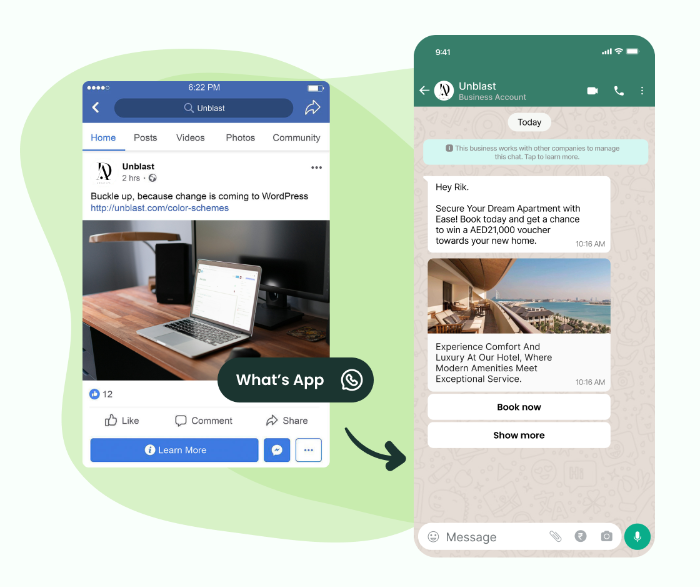 6:22 PM
Unblast
Home Posts Videos Photos Community
Unblast
2 hrs
Buckle up, because change is coming to WordPress
http://unblast.com/color-schemes
12
Like Comment Share
Learn More
What's App
9:41
Unblast
Business Account
Today
This business works with other companies to manage
this chat. Tap to learn more.
Hey Rik.
Secure Your Dream Apartment with
Ease! Book today and get a chance
to win a AED21,000 voucher
towards your new home.
10:16 AM
Experience Comfort And
Luxury At Our Hotel, Where
Modern Amenities Meet
Exceptional Service.
10:16 AM
Book now
Show more
Message